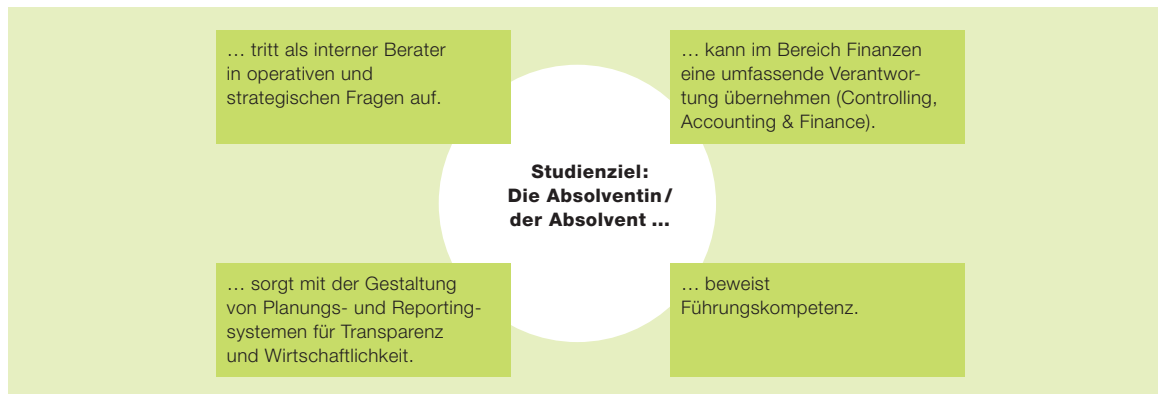 … tritt als interner Berater
in operativen und
strategischen Fragen auf.
… kann im Bereich Finanzen
eine umfassende Verantwor-
tung übernehmen (Controlling,
Accounting & Finance).
Studienziel:
Die Absolventin/
der Absolvent ...
… sorgt mit der Gestaltung
von Planungs- und Reporting-
systemen für Transparenz
und Wirtschaftlichkeit.
… beweist
Führungskompetenz.